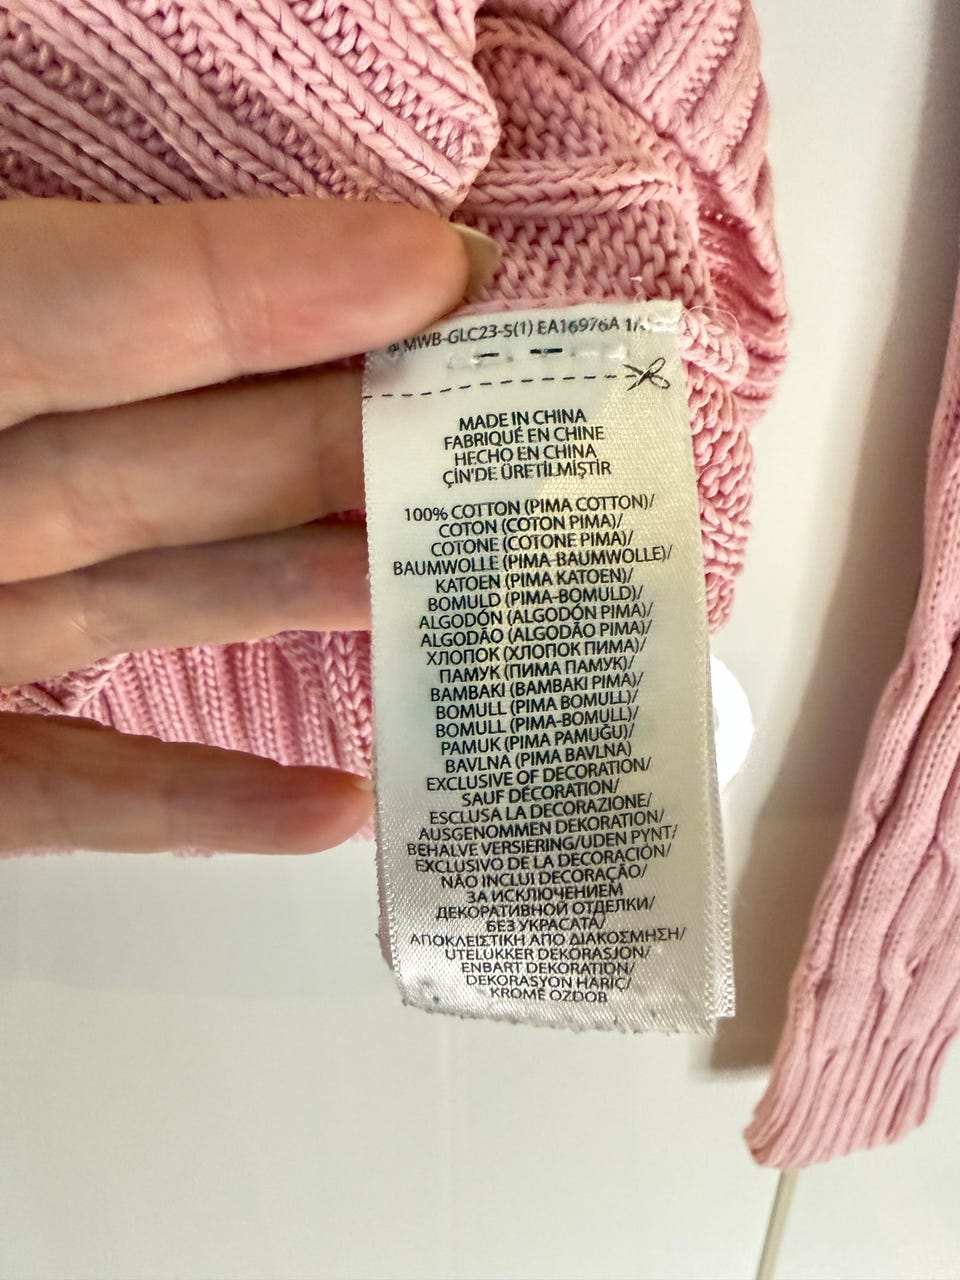 MWB-GLC23-S(1) EA16976A
MADE IN CHINA
FABRIQUÉ EN CHINE
HECHO EN CHINA
ÇİN'DE ÜRETİLMİŞTİR
100% COTTON (PIMA COTTON)/
COTON (COTON PIMA)/
COTONE (COTONE PIMA)/
BAUMWOLLE (PIMA-BAUMWOLLE)/
KATOEN (PIMA KATOEN)/
BOMULD (PIMA-BOMULD)/
ALGODÓN (ALGODÓN PIMA)/
ALGODÃO (ALGODÃO PIMA)/
ХЛОПОК (ХЛОПОК ПИМА)/
ПАМУК (ПИМА ПАМУК)/
ΒΑΜΒΑΚΙ (ΒΑΜΒΑΚΙ PIMA)/
BOMULL (PIMA BOMULL)/
BOMULL (PIMA-BOMULL)/
PAMUK (PIMA PAMUĞU)/
BAVLNA (PIMA BAVLNA)
EXCLUSIVE OF DECORATION/
SAUF DÉCORATION/
ESCLUSA LA DECORAZIONE/
AUSGENOMMEN DEKORATION/
BEHALVE VERSIERING/UDEN PYNT/
EXCLUSIVO DE LA DECORACIÓN/
NÃO INCLUI DECORAÇÃO/
ЗА ИСКЛЮЧЕНИЕМ
ДЕКОРАТИВНОЙ ОТДЕЛКИ/
БЕЗ УКРАСАТА/
ΑΠΟΚΛΕΙΣΤΙΚΗ ΑΠΟ ΔΙΑΚΟΣΜΗΣΗ/
UTELUKKER DEKORASJON/
ENBART DEKORATION/
DEKORASYON HARİÇ/
KROMĚ OZDOB